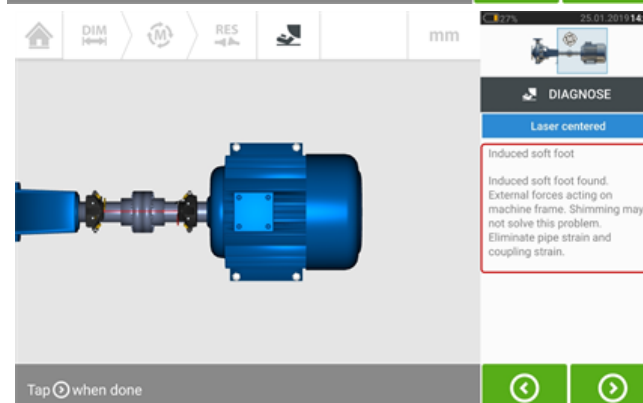 DIM
M
RES
mm
27%
25.01.2019 14:
DIAGNOSE
Laser centered
Induced soft foot
Induced soft foot found.
External forces acting on
machine frame. Shimming may
not solve this problem.
Eliminate pipe strain and
coupling strain.
Tap when done